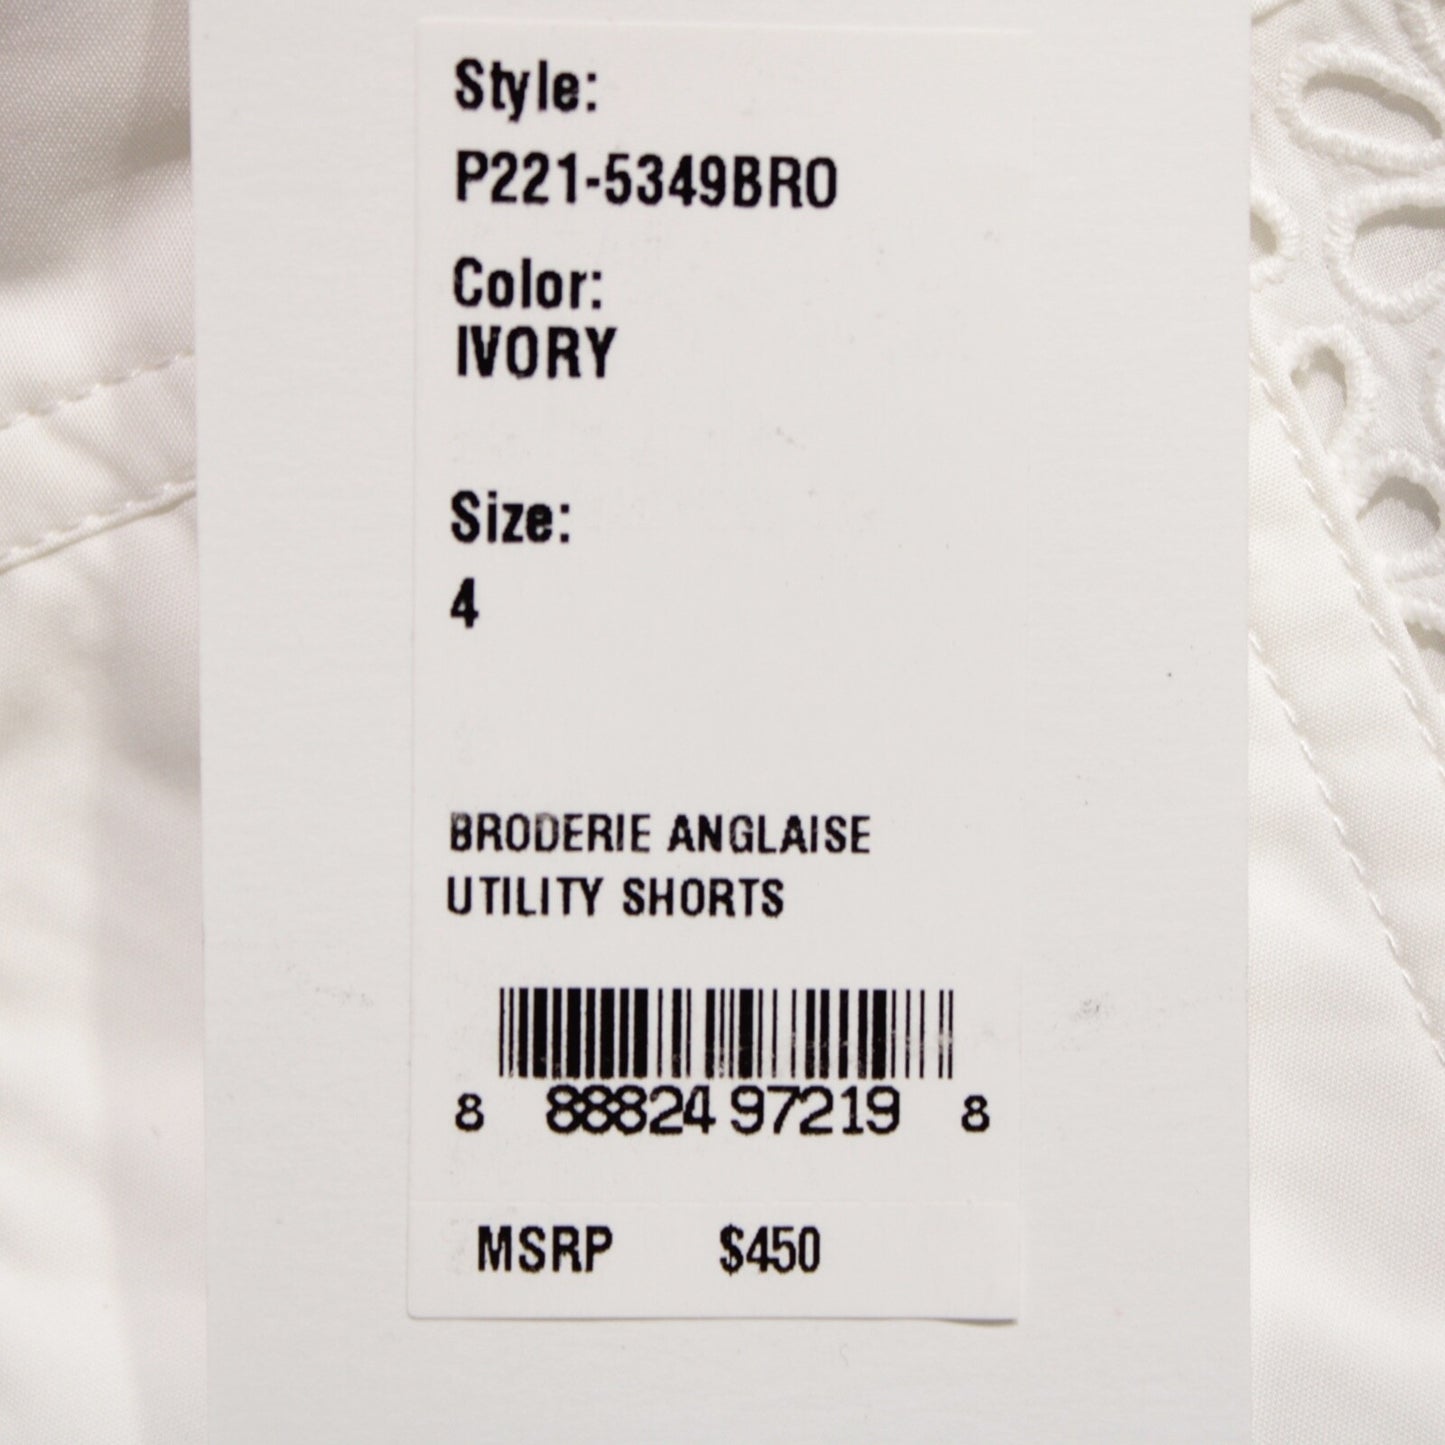 Style:
P221-5349BRO
Color:
IVORY
Size:
4
BRODERIE ANGLAISE
UTILITY SHORTS
8 88824 97219 8
MSRP $450